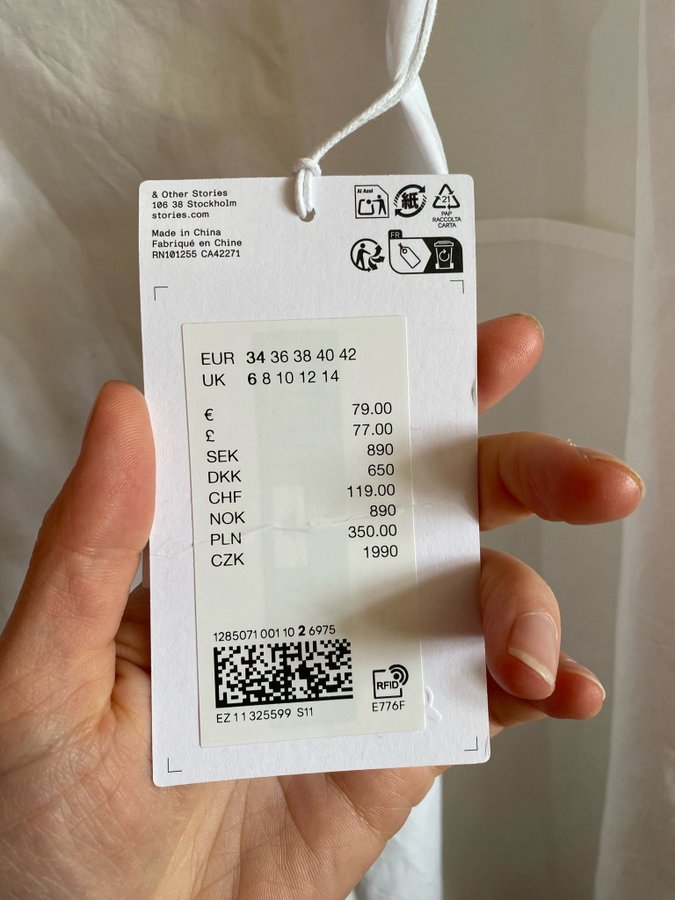 & Other Stories
106 38 Stockholm
stories.com
Made in China
Fabriqué en Chine
RN101255 CA42271
Al Azul
紙
21
PAP
RACCOLTA
CARTA
FR
EUR 34 36 38 40 42
UK 6 8 10 12 14
€ 79.00
£ 77.00
SEK 890
DKK 650
CHF 119.00
NOK 890
PLN 350.00
CZK 1990
1285071 001 10 2 6975
EZ 11 325599 S11
RFID
E776F